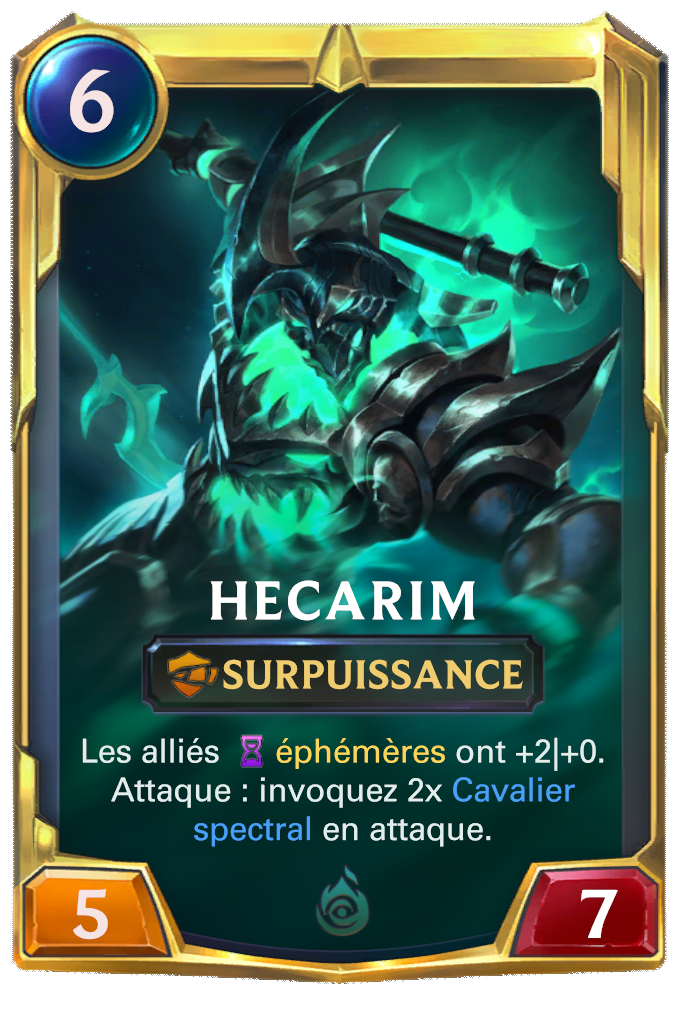 6
HECARIM
SURPUISSANCE
Les alliés éphémères ont +2|+0.
Attaque : invoquez 2x Cavalier
spectral en attaque.
5
7